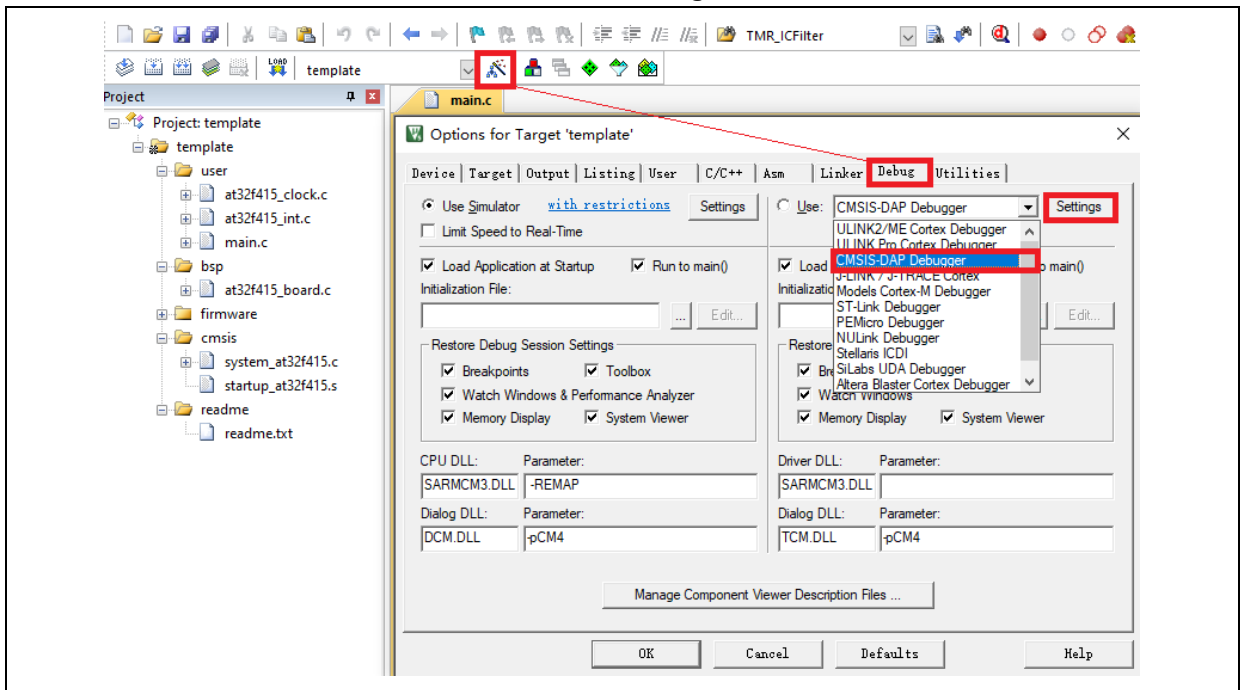 LOAD
TMR_ICFilter
template
Project
main.c
Project: template
template
user
at32f415_clock.c
at32f415_int.c
main.c
bsp
at32f415_board.c
firmware
cmsis
system_at32f415.c
startup_at32f415.s
readme
readme.txt
Options for Target 'template'
Device Target Output Listing User C/C++ Asm Linker Debug Utilities
Use Simulator with restrictions Settings
Limit Speed to Real-Time
Load Application at Startup Run to main()
Initialization File:
... Edit...
Restore Debug Session Settings
Breakpoints Toolbox
Watch Windows & Perfomance Analyzer
Memory Display System Viewer
CPU DLL: Parameter:
SARMCM3.DLL -REMAP
Dialog DLL: Parameter:
DCM.DLL -pCM4
Use: CMSIS-DAP Debugger Settings
ULINK2/ME Cortex Debugger
ULINK Pro Cortex Debugger
CMSIS-DAP Debugger
J-LINK / J-TRACE Cortex
Models Cortex-M Debugger
ST-Link Debugger
PEMicro Debugger
NULink Debugger
Stellaris ICDI
SiLabs UDA Debugger
Altera Blaster Cortex Debugger
Load main()
Edit...
Restore
Watch Windows
Memory Display System Viewer
Driver DLL: Parameter:
SARMCM3.DLL
Dialog DLL: Parameter:
TCM.DLL -pCM4
Manage Component Viewer Description Files ...
OK Cancel Defaults Help